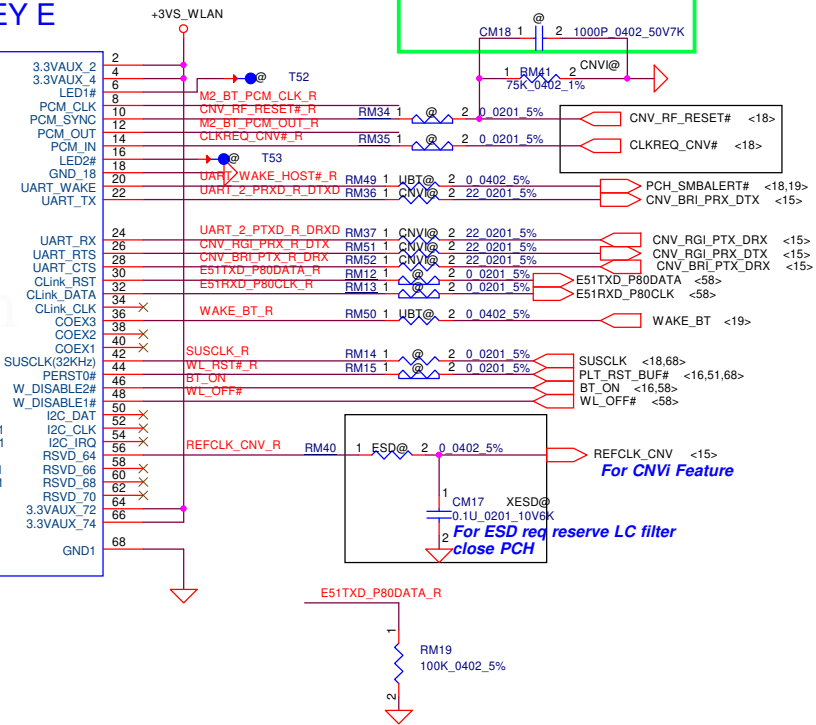 EY E
+3VS_WLAN
@
CM18 1 2 1000P_0402_50V7K
1 RM41 2 CNVI@
75K_0402_1%
3.3VAUX_2 2
3.3VAUX_4 4
LED1# 6 @ T52
PCM_CLK 8 M2_BT_PCM_CLK_R
PCM_SYNC 10 CNV_RF_RESET#_R RM34 1 @ 2 0_0201_5% CNV_RF_RESET# <18>
PCM_OUT 12 M2_BT_PCM_OUT_R
PCM_IN 14 CLKREQ_CNV#_R RM35 1 @ 2 0_0201_5% CLKREQ_CNV# <18>
LED2# 16 @ T53
GND_18 18
UART_WAKE 20 UART_WAKE_HOST#_R RM49 1 UBT@ 2 0_0402_5% PCH_SMBALERT# <18,19>
UART_TX 22 UART_2_PRXD_R_DTXD RM36 1 CNVI@ 2 22_0201_5% CNV_BRI_PRX_DTX <15>
UART_RX 24 UART_2_PTXD_R_DRXD RM37 1 CNVI@ 2 22_0201_5% CNV_RGI_PTX_DRX <15>
UART_RTS 26 CNV_RGI_PRX_R_DTX RM51 1 CNVI@ 2 22_0201_5% CNV_RGI_PRX_DTX <15>
UART_CTS 28 CNV_BRI_PTX_R_DRX RM52 1 CNVI@ 2 22_0201_5% CNV_BRI_PTX_DRX <15>
CLink_RST 30 E51TXD_P80DATA_R RM12 1 @ 2 0_0201_5% E51TXD_P80DATA <58>
CLink_DATA 32 E51RXD_P80CLK_R RM13 1 @ 2 0_0201_5% E51RXD_P80CLK <58>
CLink_CLK 34
COEX3 36 WAKE_BT_R RM50 1 UBT@ 2 0_0402_5% WAKE_BT <19>
COEX2 38
COEX1 40
SUSCLK(32KHz) 42 SUSCLK_R RM14 1 @ 2 0_0201_5% SUSCLK <18,68>
PERST0# 44 WL_RST#_R RM15 1 @ 2 0_0201_5% PLT_RST_BUF# <16,51,68>
W_DISABLE2# 46 BT_ON BT_ON <16,58>
W_DISABLE1# 48 WL_OFF# WL_OFF# <58>
I2C_DAT 50
I2C_CLK 52
I2C_IRQ 54
RSVD_64 56 REFCLK_CNV_R RM40 1 ESD@ 2 0_0402_5% REFCLK_CNV <15>
For CNVi Feature
RSVD_66 58
RSVD_68 60
RSVD_70 62
3.3VAUX_72 64
3.3VAUX_74 66
1
CM17 XESD@
0.1U_0201_10V6K
2
For ESD req reserve LC filter
close PCH
GND1 68
E51TXD_P80DATA_R
1
RM19
100K_0402_5%
2